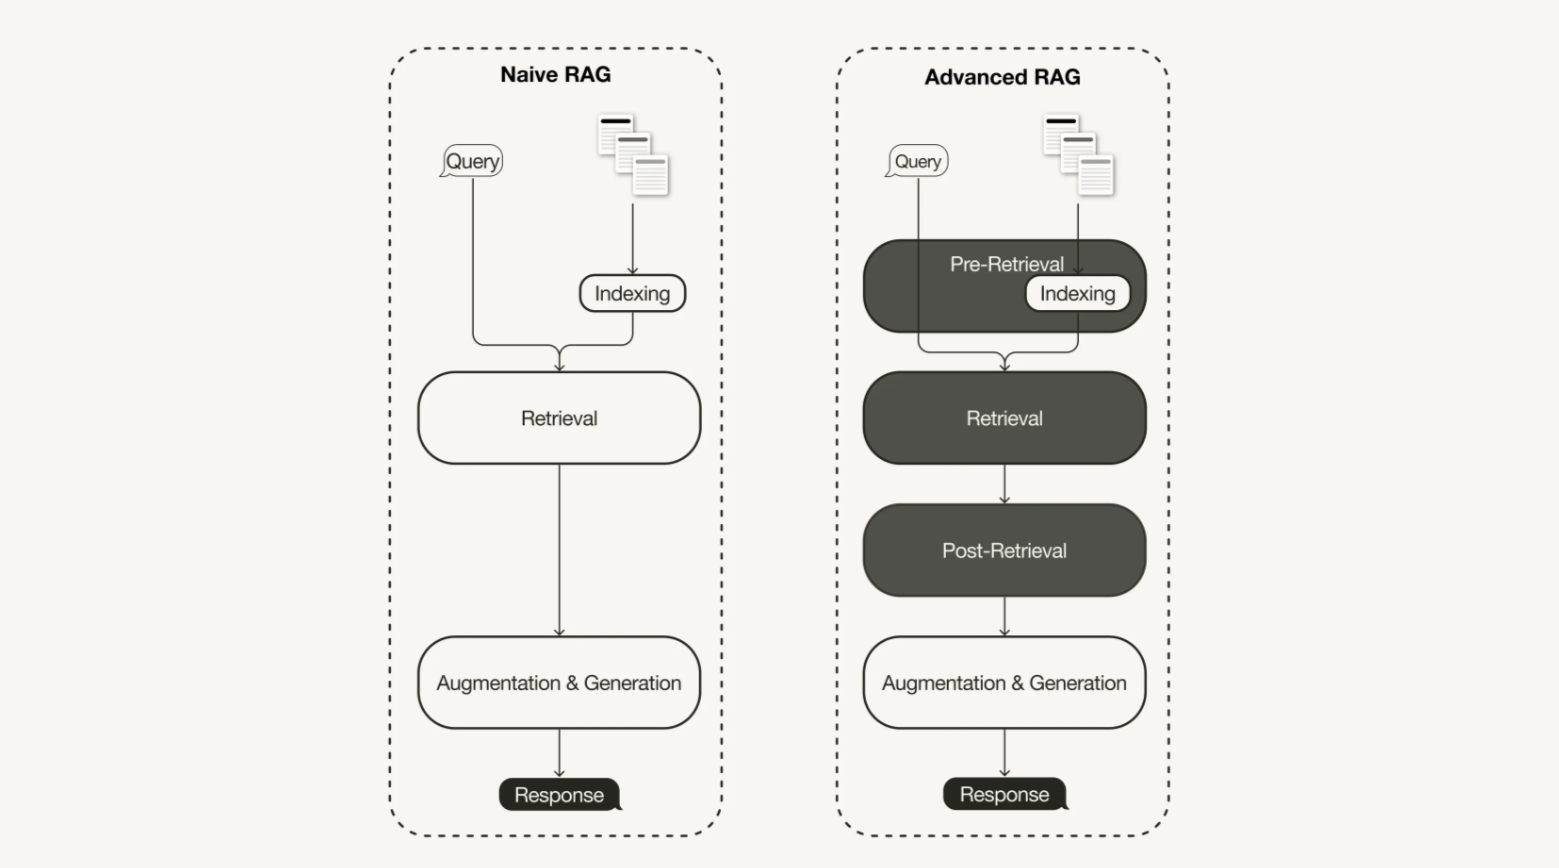 Naive RAG
Query
Indexing
Retrieval
Augmentation & Generation
Response
Advanced RAG
Query
Pre-Retrieval
Indexing
Retrieval
Post-Retrieval
Augmentation & Generation
Response